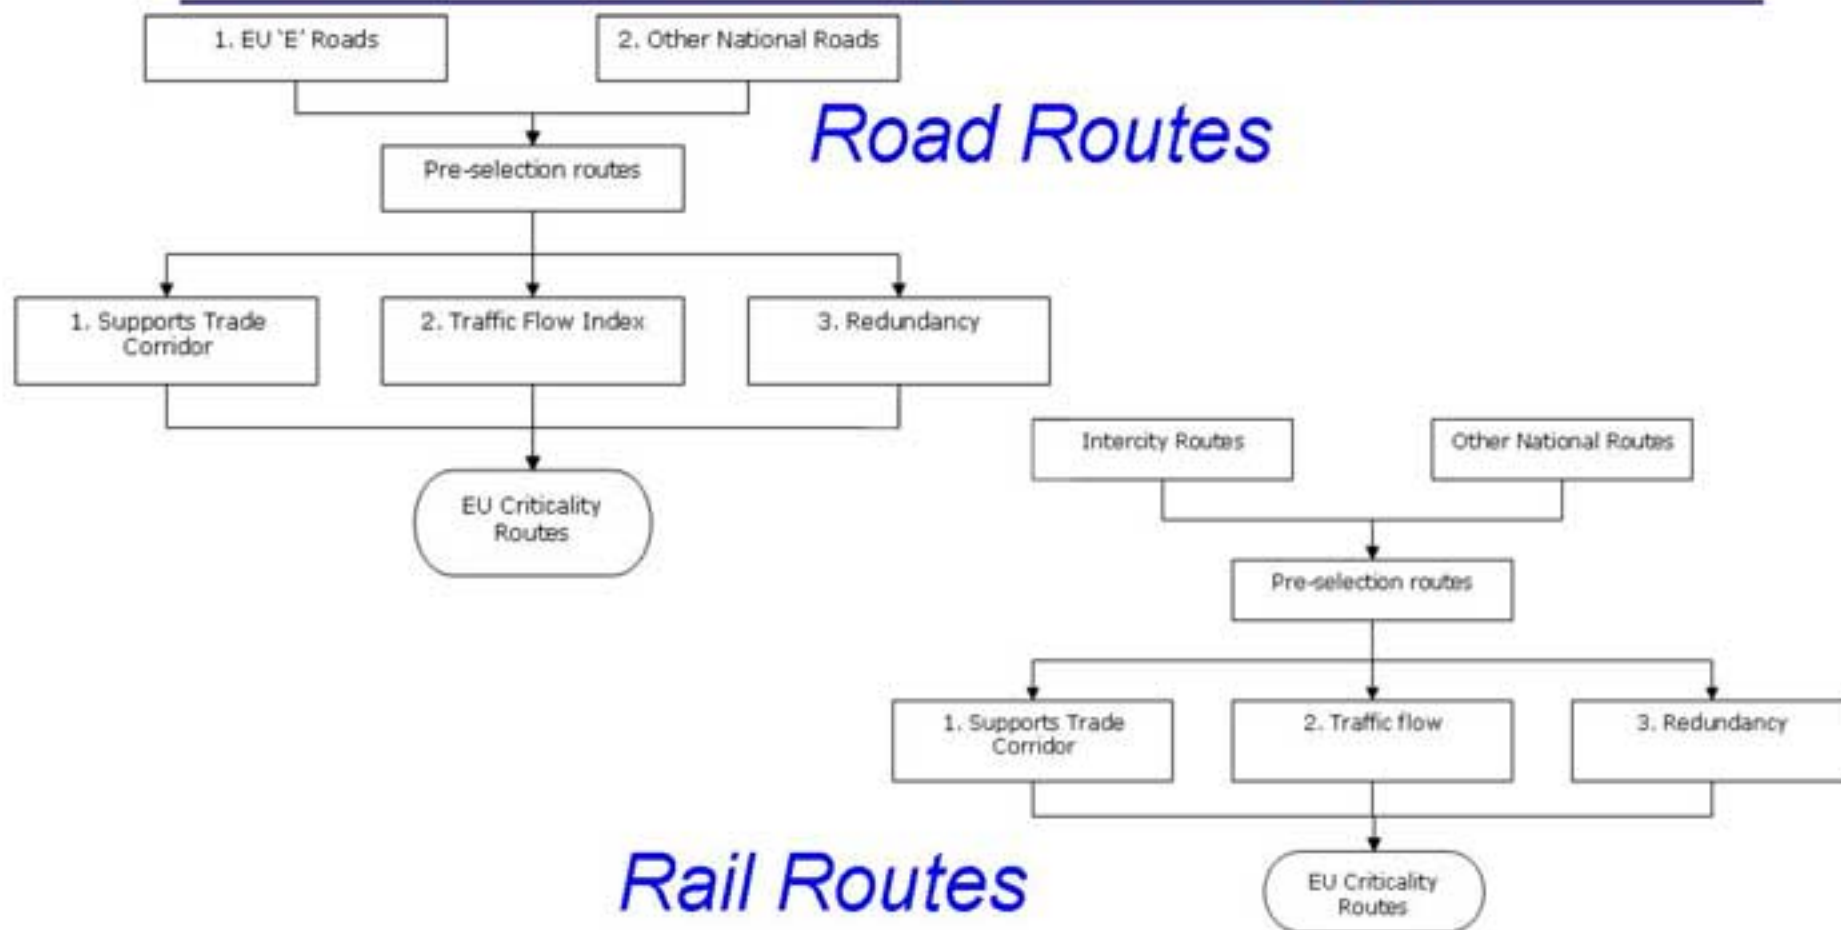 1. EU ‘E’ Roads
2. Other National Roads
Road Routes
Pre-selection routes
1. Supports Trade
Corridor
2. Traffic Flow Index
3. Redundancy
EU Criticality
Routes
Intercity Routes
Other National Routes
Pre-selection routes
1. Supports Trade
Corridor
2. Traffic flow
3. Redundancy
Rail Routes
EU Criticality
Routes